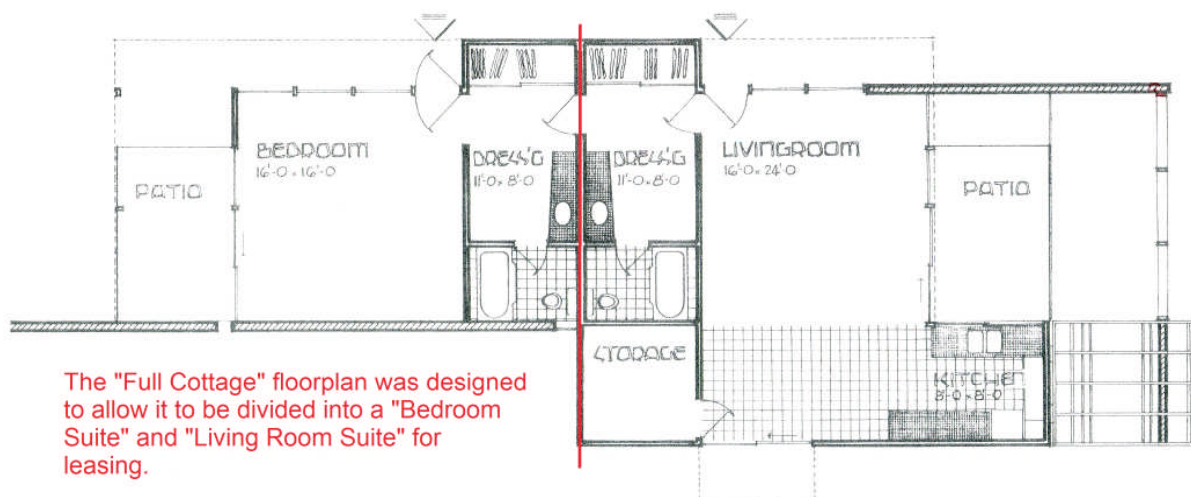 BEDROOM
16'-0 x 16'-0
DRESS'G
11'-0 x 8'-0
DRESS'G
11'-0 x 8'-0
LIVINGROOM
16'-0 x 24'-0
PATIO
PATIO
STORAGE
KITCHEN
8'-0 x 8'-0
The "Full Cottage" floorplan was designed
to allow it to be divided into a "Bedroom
Suite" and "Living Room Suite" for
leasing.